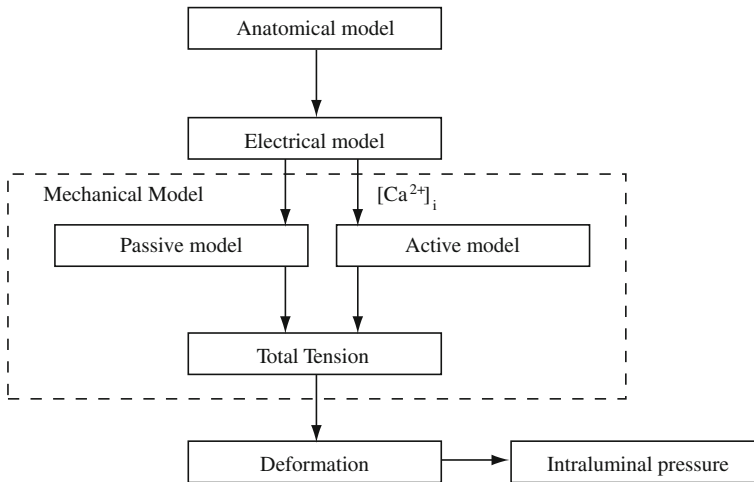 Anatomical model
Electrical model
Mechanical Model
[Ca²⁺]ᵢ
Passive model
Active model
Total Tension
Deformation
Intraluminal pressure